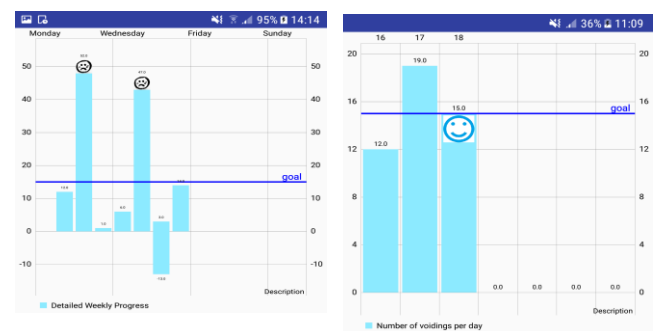 95% 14:14
Monday Wednesday Friday Sunday
50 50
40 40
30 30
20 20
goal
10 10
0 0
-10 -10
Description
Detailed Weekly Progress
36% 11:09
16 17 18
20 20
19.0
16 16
15.0
goal
12.0
12 12
8 8
4 4
0.0 0.0 0.0 0.0
0 0
Description
Number of voidings per day